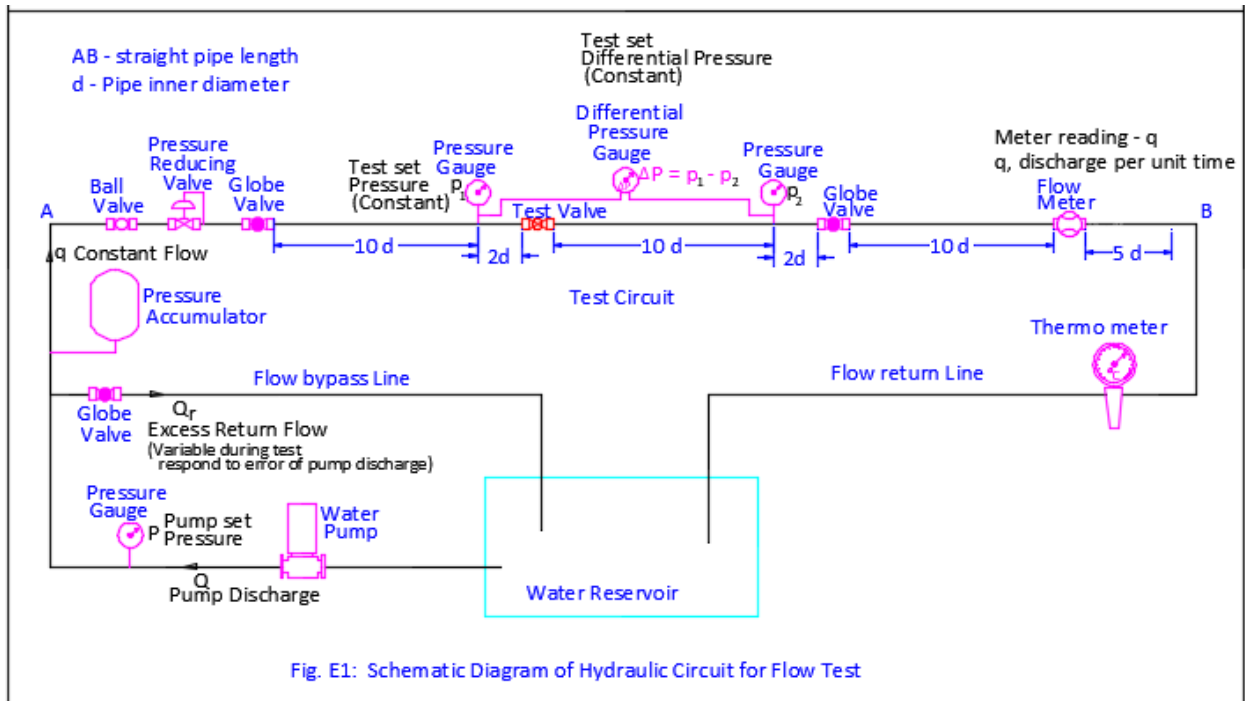 AB - straight pipe length
d - Pipe inner diameter
Test set
Differential Pressure
(Constant)
Differential
Pressure
Gauge
ΔP = p₁ - p₂
Pressure
Reducing
Valve
Ball
Valve
Globe
Valve
Test set
Pressure
(Constant)
Pressure
Gauge
p₁
Test Valve
Pressure
Gauge
p₂
Globe
Valve
Meter reading - q
q, discharge per unit time
Flow
Meter
A
B
q Constant Flow
10 d
2d
10 d
2d
10 d
5 d
Test Circuit
Pressure
Accumulator
Thermo meter
°C
Flow bypass Line
Flow return Line
Globe
Valve
Qr
Excess Return Flow
(Variable during test
respond to error of pump discharge)
Pressure
Gauge
P
Pump set
Pressure
Water
Pump
Q
Pump Discharge
Water Reservoir
Fig. E1: Schematic Diagram of Hydraulic Circuit for Flow Test